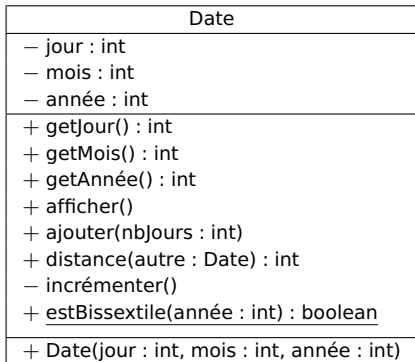 Date
− jour : int
− mois : int
− année : int
+ getJour() : int
+ getMois() : int
+ getAnnée() : int
+ afficher()
+ ajouter(nbJours : int)
+ distance(autre : Date) : int
− incrémenter()
+ estBissextile(année : int) : boolean
+ Date(jour : int, mois : int, année : int)